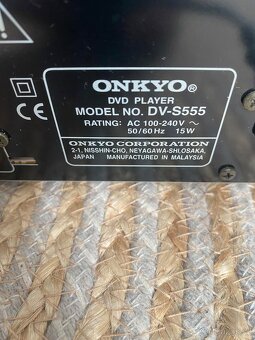 ONKYO®
DVD PLAYER
MODEL NO. DV-S555
RATING: AC 100-240V ~
50/60Hz 15W
ONKYO CORPORATION
2-1, NISSHIN-CHO, NEYAGAWA-SHI,OSAKA,
JAPAN MANUFACTURED IN MALAYSIA
CE